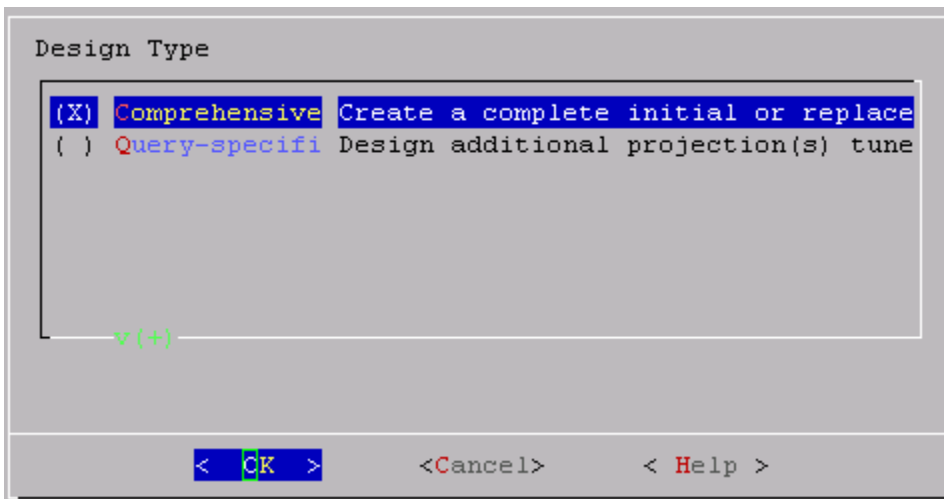 Design Type
(X) Comprehensive Create a complete initial or replace
( ) Query-specifi Design additional projection(s) tune
v(+)
< OK > <Cancel> < Help >